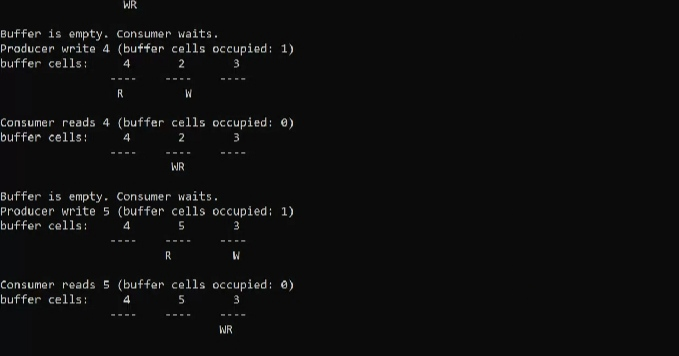 WR
Buffer is empty. Consumer waits.
Producer write 4 (buffer cells occupied: 1)
buffer cells: 4 2 3
---- ---- ----
R W
Consumer reads 4 (buffer cells occupied: 0)
buffer cells: 4 2 3
---- ---- ----
WR
Buffer is empty. Consumer waits.
Producer write 5 (buffer cells occupied: 1)
buffer cells: 4 5 3
---- ---- ----
R W
Consumer reads 5 (buffer cells occupied: 0)
buffer cells: 4 5 3
---- ---- ----
WR